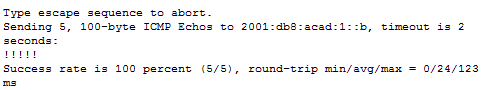 Type escape sequence to abort.
Sending 5, 100-byte ICMP Echos to 2001:db8:acad:1::b, timeout is 2
seconds:
!!!!!
Success rate is 100 percent (5/5), round-trip min/avg/max = 0/24/123
ms